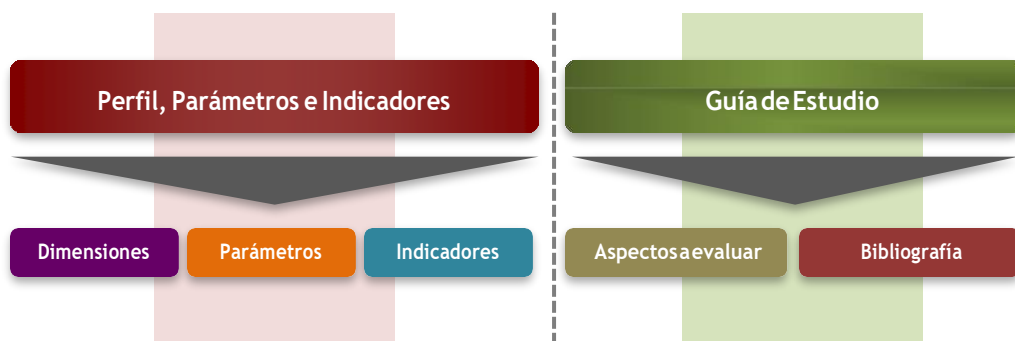 Perfil, Parámetros e Indicadores
Guía de Estudio
Dimensiones
Parámetros
Indicadores
Aspectos a evaluar
Bibliografía